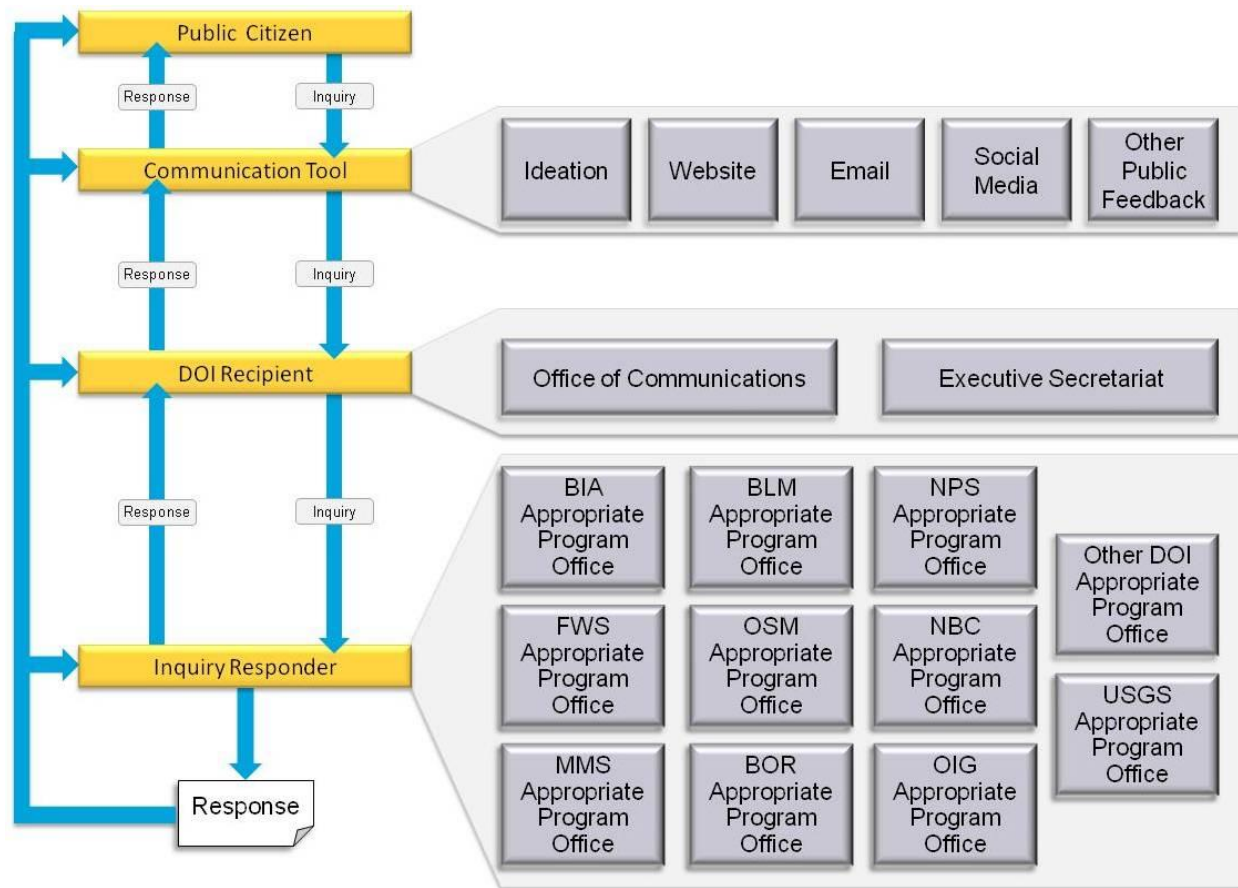 Public Citizen
Response
Inquiry
Communication Tool
Ideation
Website
Email
Social
Media
Other
Public
Feedback
Response
Inquiry
DOI Recipient
Office of Communications
Executive Secretariat
Response
Inquiry
Inquiry Responder
BIA
Appropriate
Program
Office
BLM
Appropriate
Program
Office
NPS
Appropriate
Program
Office
Other DOI
Appropriate
Program
Office
FWS
Appropriate
Program
Office
OSM
Appropriate
Program
Office
NBC
Appropriate
Program
Office
USGS
Appropriate
Program
Office
MMS
Appropriate
Program
Office
BOR
Appropriate
Program
Office
OIG
Appropriate
Program
Office
Response